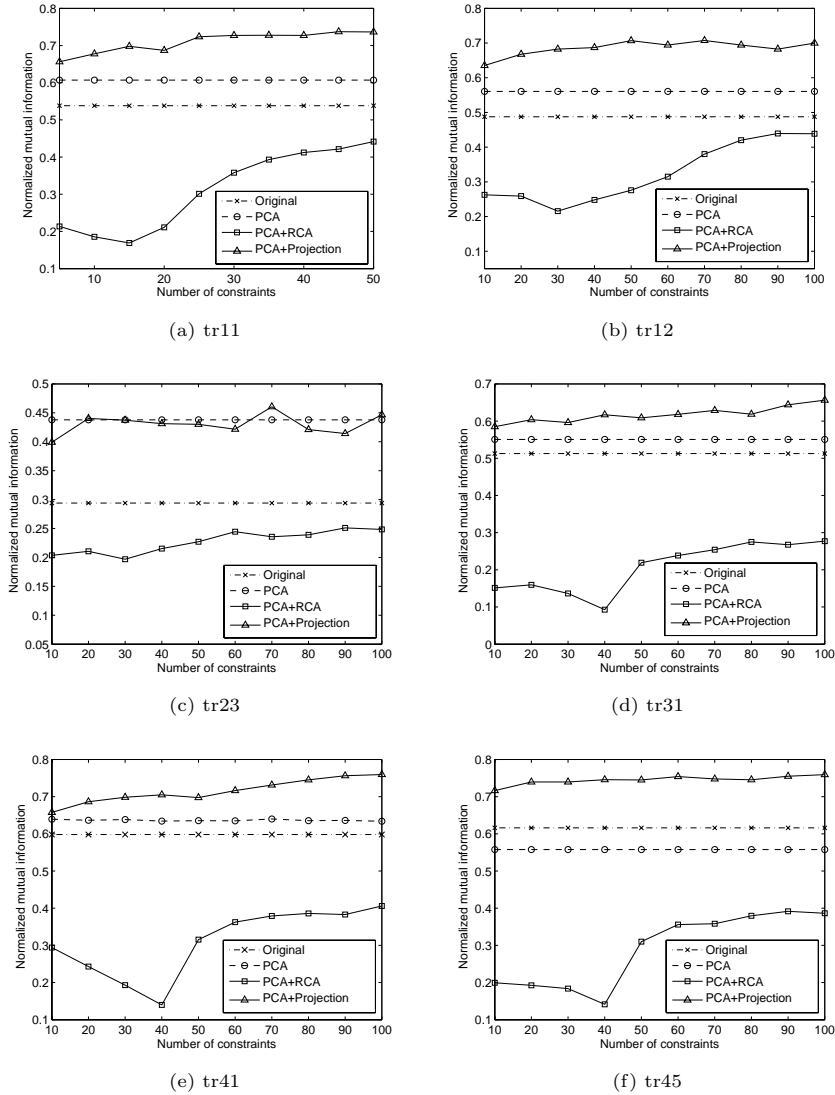 0.8
0.7
0.6
0.5
0.4
0.3
0.2
0.1
Normalized mutual information
10 20 30 40 50
Number of constraints
Original
PCA
PCA+RCA
PCA+Projection
(a) tr11
0.8
0.7
0.6
0.5
0.4
0.3
0.2
0.1
Normalized mutual information
10 20 30 40 50 60 70 80 90 100
Number of constraints
Original
PCA
PCA+RCA
PCA+Projection
(b) tr12
0.5
0.45
0.4
0.35
0.3
0.25
0.2
0.15
0.1
0.05
Normalized mutual information
10 20 30 40 50 60 70 80 90 100
Number of constraints
Original
PCA
PCA+RCA
PCA+Projection
(c) tr23
0.7
0.6
0.5
0.4
0.3
0.2
0.1
0
Normalized mutual information
10 20 30 40 50 60 70 80 90 100
Number of constraints
Original
PCA
PCA+RCA
PCA+Projection
(d) tr31
0.8
0.7
0.6
0.5
0.4
0.3
0.2
0.1
Normalized mutual information
10 20 30 40 50 60 70 80 90 100
Number of constraints
Original
PCA
PCA+RCA
PCA+Projection
(e) tr41
0.8
0.7
0.6
0.5
0.4
0.3
0.2
0.1
Normalized mutual information
10 20 30 40 50 60 70 80 90 100
Number of constraints
Original
PCA
PCA+RCA
PCA+Projection
(f) tr45